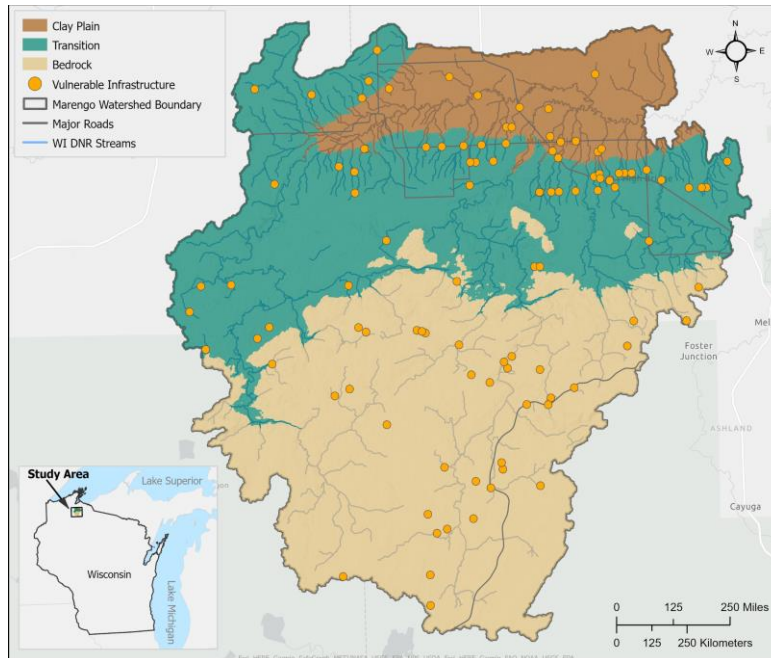 Clay Plain
Transition
Bedrock
Vulnerable Infrastructure
Marengo Watershed Boundary
Major Roads
WI DNR Streams
N
W
E
S
Mel
Foster
Junction
ASHLAND
Cayuga
Study Area
Lake Superior
Wisconsin
Lake Michigan
0 125 250 Miles
0 125 250 Kilometers